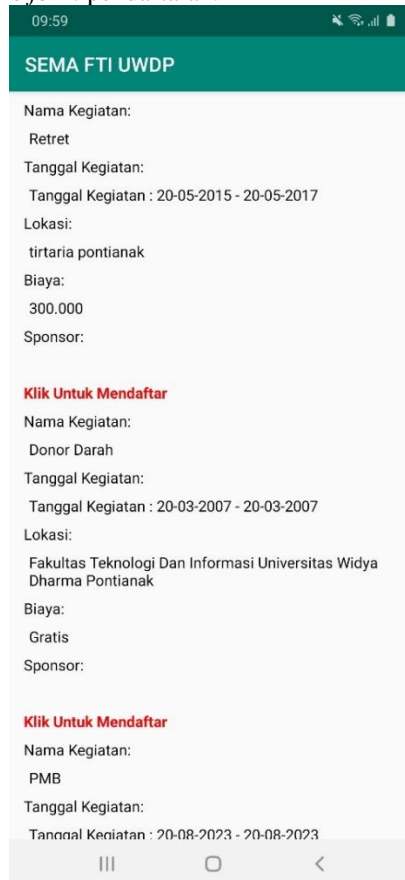 09:59
SEMA FTI UWDP
Nama Kegiatan:
Retret
Tanggal Kegiatan:
Tanggal Kegiatan : 20-05-2015 - 20-05-2017
Lokasi:
tirtaria pontianak
Biaya:
300.000
Sponsor:
Klik Untuk Mendaftar
Nama Kegiatan:
Donor Darah
Tanggal Kegiatan:
Tanggal Kegiatan : 20-03-2007 - 20-03-2007
Lokasi:
Fakultas Teknologi Dan Informasi Universitas Widya
Dharma Pontianak
Biaya:
Gratis
Sponsor:
Klik Untuk Mendaftar
Nama Kegiatan:
PMB
Tanggal Kegiatan:
Tanggal Kegiatan : 20-08-2023 - 20-08-2023